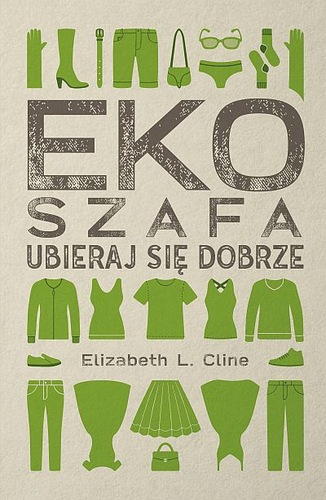 EKO
SZAFA
UBIERAJ SIĘ DOBRZE
Elizabeth L. Cline